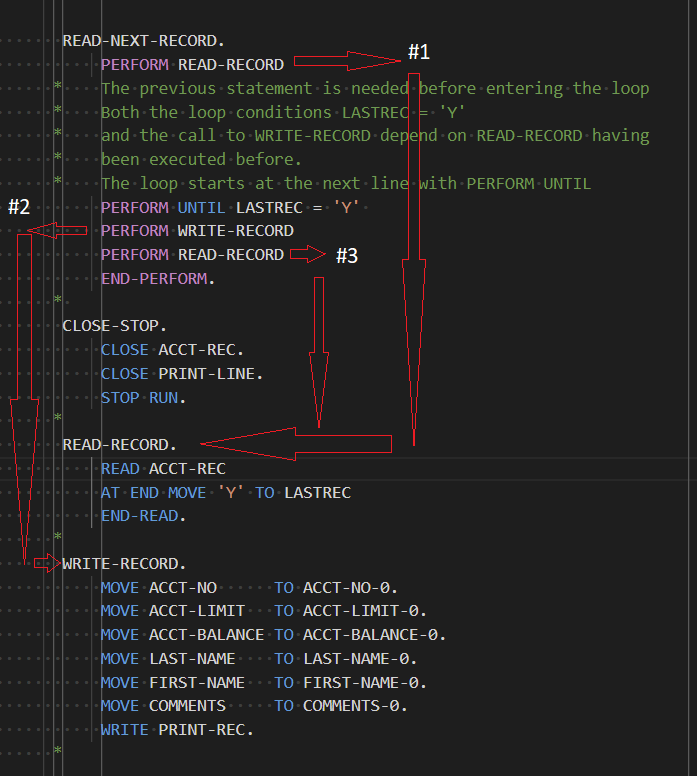 READ-NEXT-RECORD.
PERFORM READ-RECORD #1
* The previous statement is needed before entering the loop
* Both the loop conditions LASTREC = 'Y'
* and the call to WRITE-RECORD depend on READ-RECORD having
* been executed before.
* The loop starts at the next line with PERFORM UNTIL
#2 PERFORM UNTIL LASTREC = 'Y'
PERFORM WRITE-RECORD
PERFORM READ-RECORD #3
END-PERFORM.
*
CLOSE-STOP.
CLOSE ACCT-REC.
CLOSE PRINT-LINE.
STOP RUN.
*
READ-RECORD.
READ ACCT-REC
AT END MOVE 'Y' TO LASTREC
END-READ.
*
WRITE-RECORD.
MOVE ACCT-NO TO ACCT-NO-O.
MOVE ACCT-LIMIT TO ACCT-LIMIT-O.
MOVE ACCT-BALANCE TO ACCT-BALANCE-O.
MOVE LAST-NAME TO LAST-NAME-O.
MOVE FIRST-NAME TO FIRST-NAME-O.
MOVE COMMENTS TO COMMENTS-O.
WRITE PRINT-REC.
*